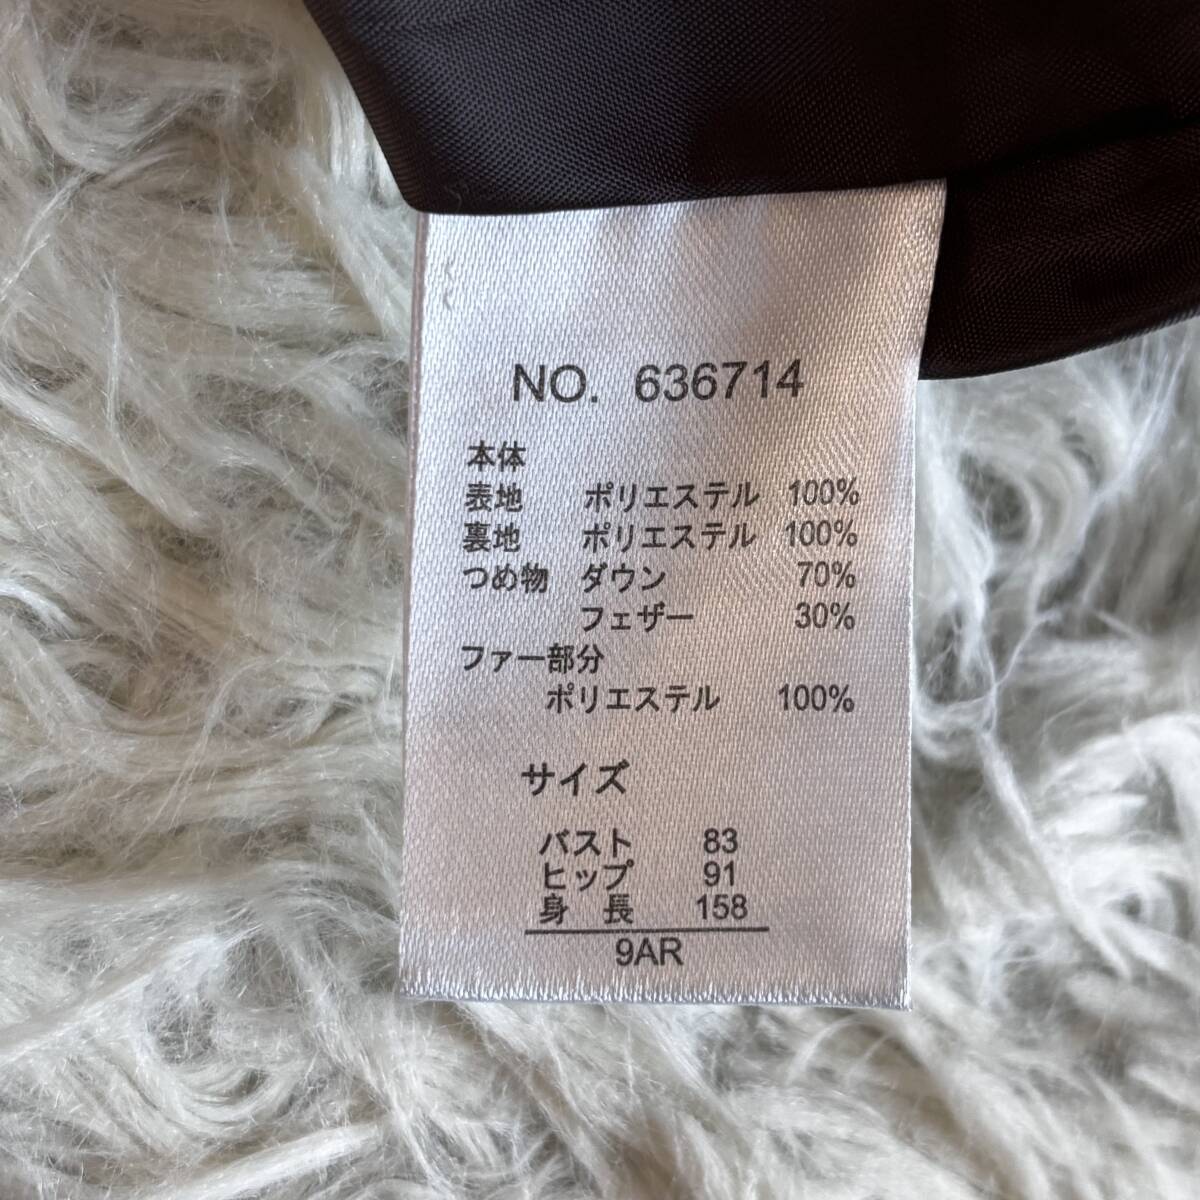 NO. 636714
本体
表地 ポリエステル 100%
裏地 ポリエステル 100%
つめ物 ダウン 70%
フェザー 30%
ファー部分
ポリエステル 100%
サイズ
バスト 83
ヒップ 91
身 長 158
9AR